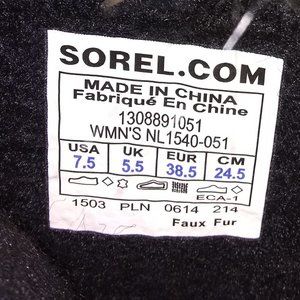 SOREL.COM
MADE IN CHINA
Fabriqué En Chine
1308891051
WMN'S NL1540-051
USA UK EUR CM
7.5 5.5 38.5 24.5
ECA-1
1503 PLN 0614 214
Faux Fur